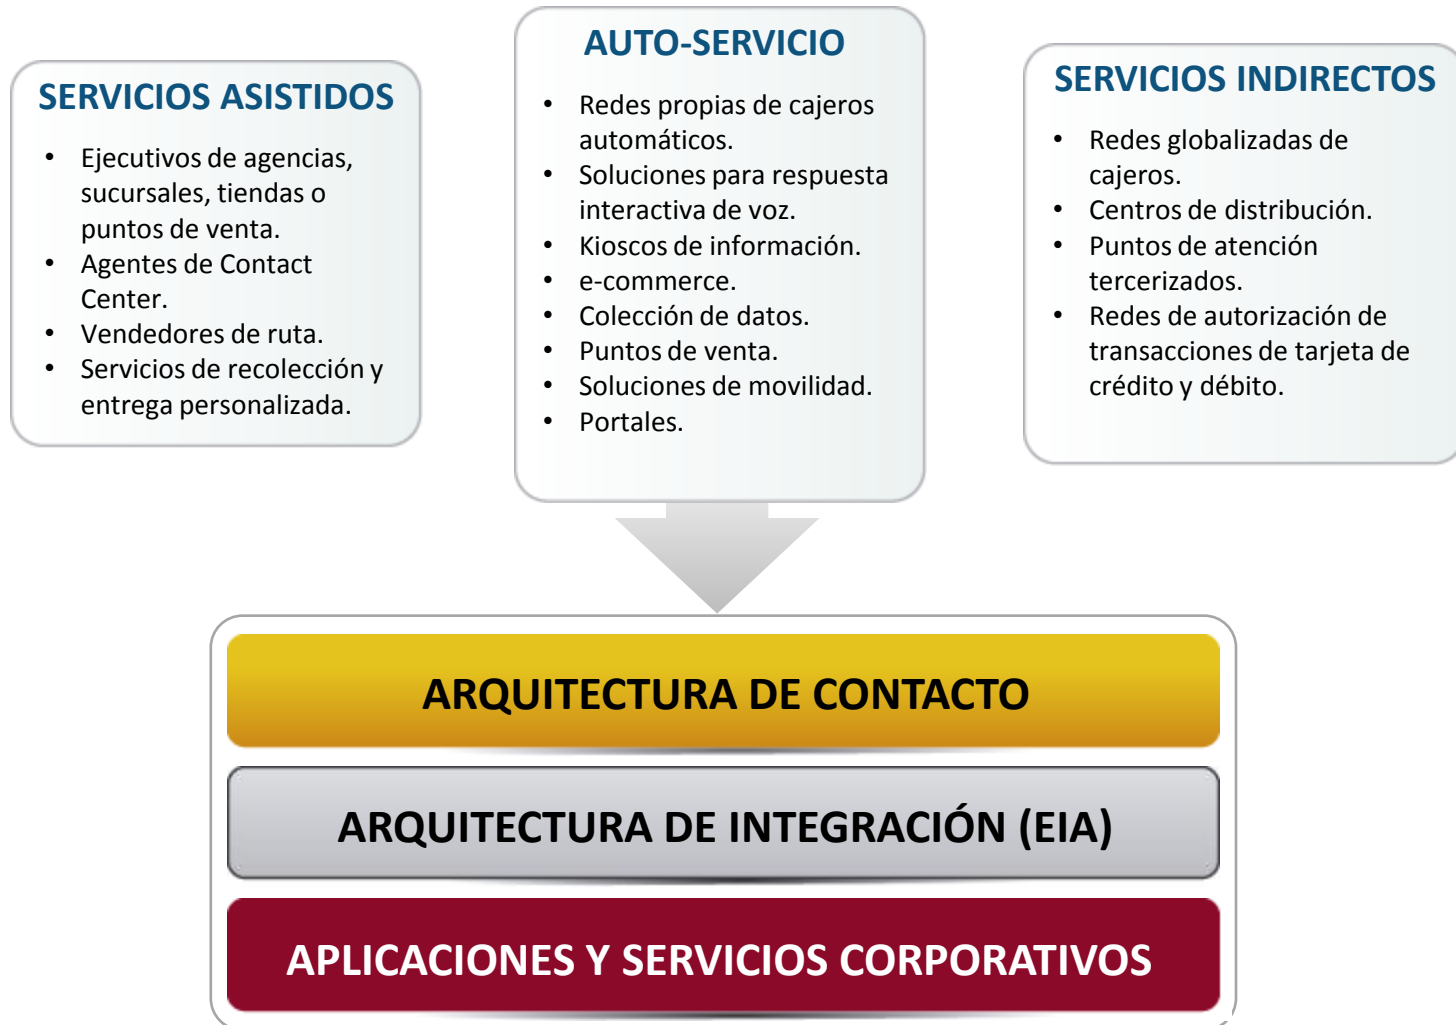 SERVICIOS ASISTIDOS
• Ejecutivos de agencias,
sucursales, tiendas o
puntos de venta.
• Agentes de Contact
Center.
• Vendedores de ruta.
• Servicios de recolección y
entrega personalizada.
AUTO-SERVICIO
• Redes propias de cajeros
automáticos.
• Soluciones para respuesta
interactiva de voz.
• Kioscos de información.
• e-commerce.
• Colección de datos.
• Puntos de venta.
• Soluciones de movilidad.
• Portales.
SERVICIOS INDIRECTOS
• Redes globalizadas de
cajeros.
• Centros de distribución.
• Puntos de atención
tercerizados.
• Redes de autorización de
transacciones de tarjeta de
crédito y débito.
ARQUITECTURA DE CONTACTO
ARQUITECTURA DE INTEGRACIÓN (EIA)
APLICACIONES Y SERVICIOS CORPORATIVOS